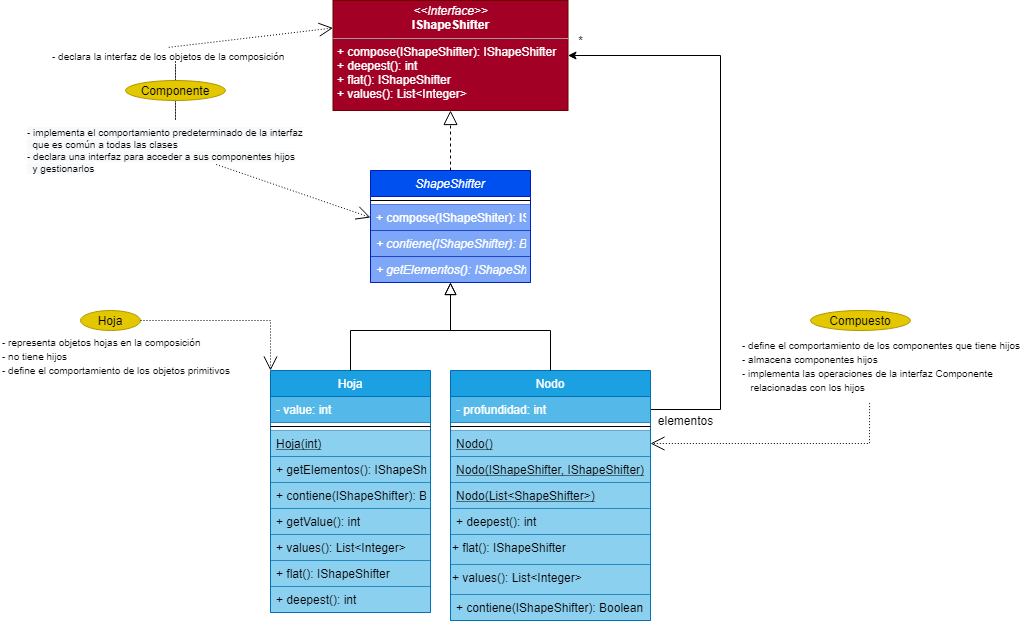 <<Interface>>
IShapeShifter
+ compose(IShapeShifter): IShapeShifter
+ deepest(): int
+ flat(): IShapeShifter
+ values(): List<Integer>
*
- declara la interfaz de los objetos de la composición
Componente
- implementa el comportamiento predeterminado de la interfaz
que es común a todas las clases
- declara una interfaz para acceder a sus componentes hijos
y gestionarlos
ShapeShifter
+ compose(IShapeShiter): IS
+ contiene(IShapeShifter): B
+ getElementos(): IShapeSh
Hoja
- representa objetos hojas en la composición
- no tiene hijos
- define el comportamiento de los objetos primitivos
Compuesto
- define el comportamiento de los componentes que tiene hijos
- almacena componentes hijos
- implementa las operaciones de la interfaz Componente
relacionadas con los hijos
Hoja
- value: int
Hoja(int)
+ getElementos(): IShapeSh
+ contiene(IShapeShifter): B
+ getValue(): int
+ values(): List<Integer>
+ flat(): IShapeShifter
+ deepest(): int
Nodo
- profundidad: int
elementos
Nodo()
Nodo(IShapeShifter, IShapeShifter)
Nodo(List<ShapeShifter>)
+ deepest(): int
+ flat(): IShapeShifter
+ values(): List<Integer>
+ contiene(IShapeShifter): Boolean